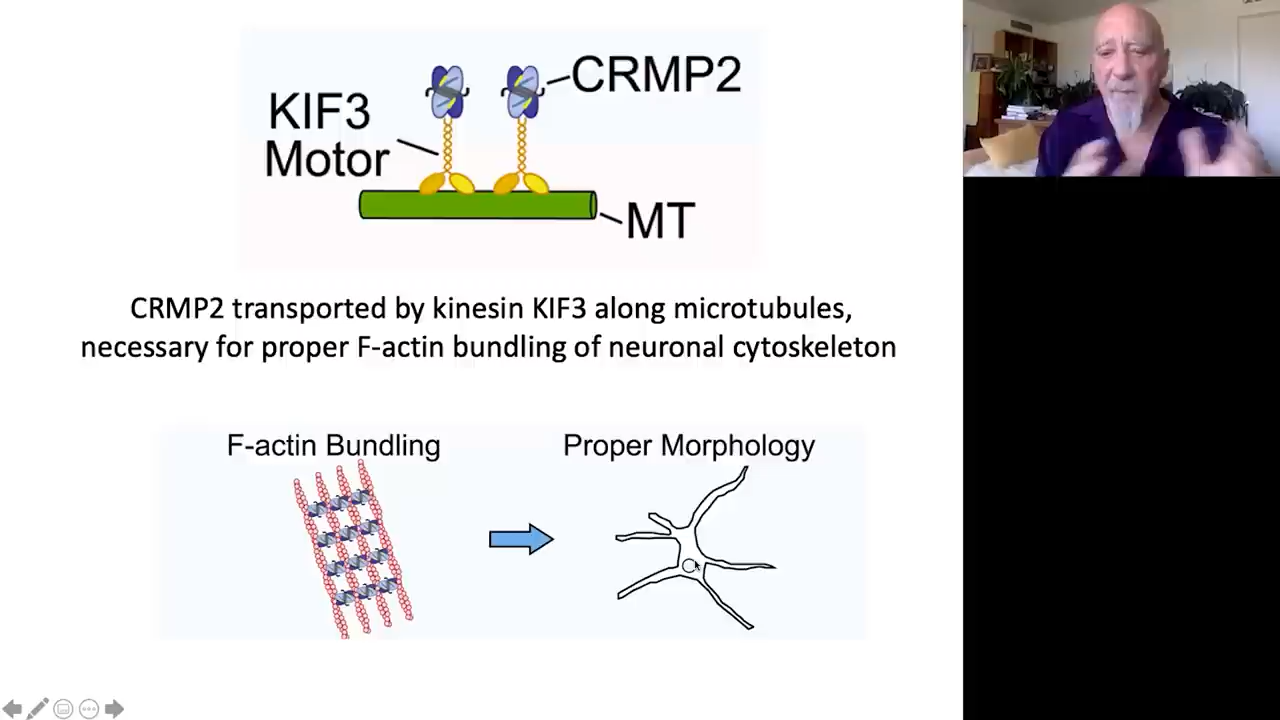 CRMP2
KIF3
Motor
MT
CRMP2 transported by kinesin KIF3 along microtubules,
necessary for proper F-actin bundling of neuronal cytoskeleton
F-actin Bundling
Proper Morphology